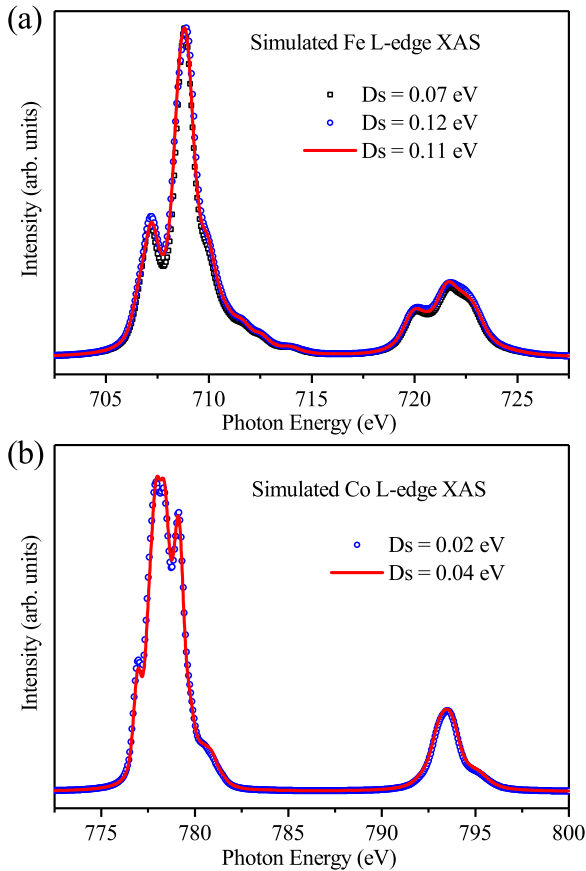 (a)
Simulated Fe L-edge XAS
Ds = 0.07 eV
Ds = 0.12 eV
Ds = 0.11 eV
Intensity (arb. units)
705 710 715 720 725
Photon Energy (eV)
(b)
Simulated Co L-edge XAS
Ds = 0.02 eV
Ds = 0.04 eV
Intensity (arb. units)
775 780 785 790 795 800
Photon Energy (eV)